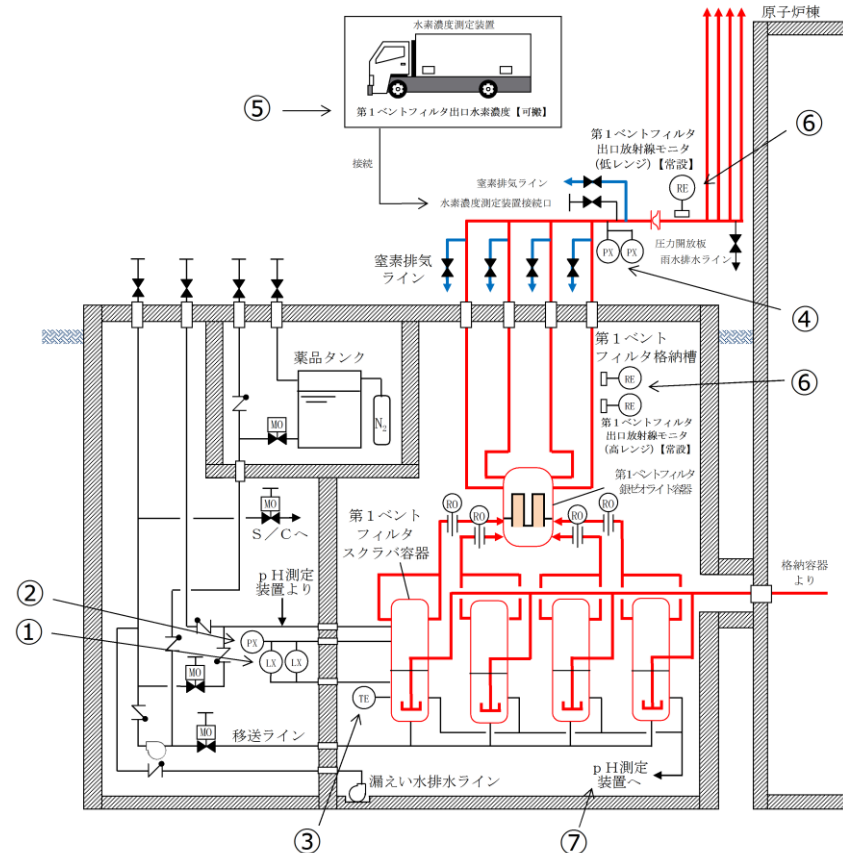 原子炉棟
水素濃度測定装置
第1ベントフィルタ出口水素濃度【可搬】
⑤
接続
第1ベントフィルタ
出口放射線モニタ
(低レンジ)【常設】
⑥
RE
窒素排気ライン
水素濃度測定装置接続口
PX
PX
圧力開放板
雨水排水ライン
④
窒素排気
ライン
薬品タンク
MO
N₂
第1ベント
フィルタ格納槽
RE
RE
⑥
第1ベントフィルタ
出口放射線モニタ
(高レンジ)【常設】
第1ベントフィルタ
銀ゼオライト容器
MO
S/Cへ
第1ベント
フィルタ
スクラバ容器
RO
RO
RO
RO
格納容器
より
pH測定
装置より
②
①
PX
LX
LX
MO
TE
MO
移送ライン
漏えい水排水ライン
pH測定
装置へ
③
⑦